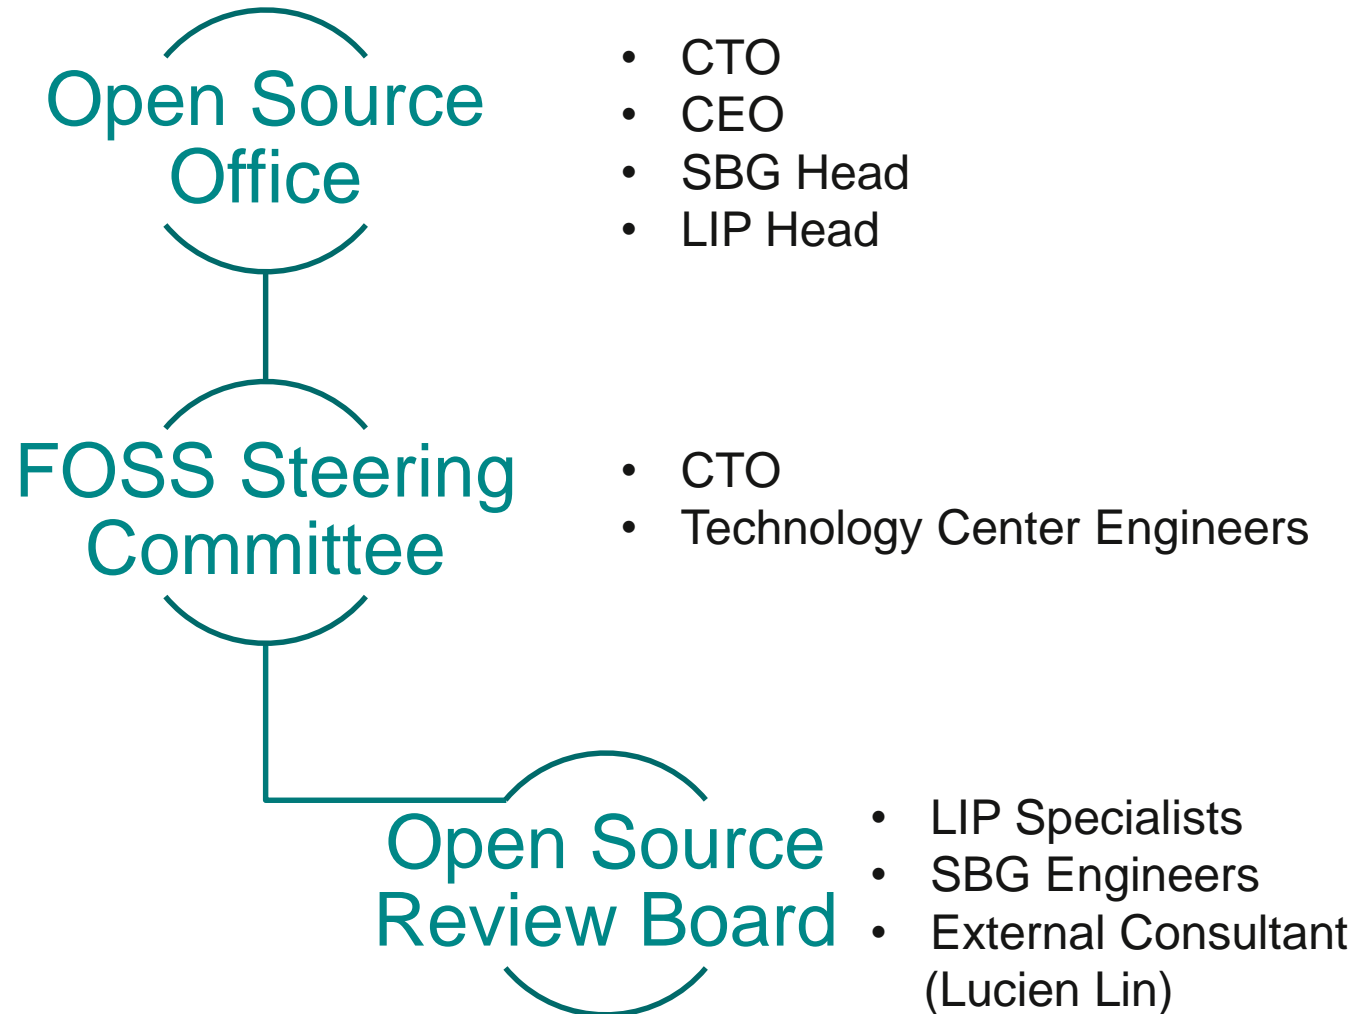 Open Source
Office
• CTO
• CEO
• SBG Head
• LIP Head
FOSS Steering
Committee
• CTO
• Technology Center Engineers
Open Source
Review Board
• LIP Specialists
• SBG Engineers
• External Consultant
(Lucien Lin)